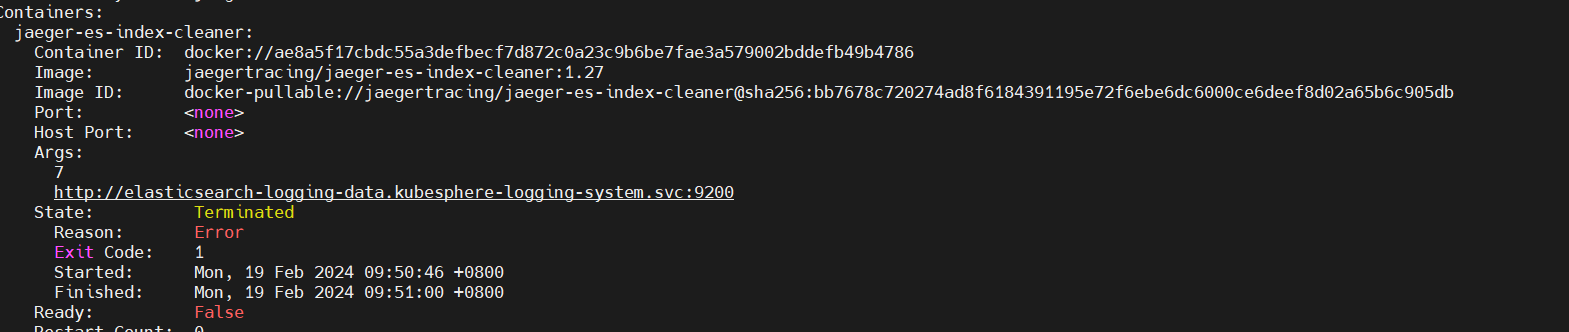 Containers:
  jaeger-es-index-cleaner:
    Container ID:  docker://ae8a5f17cbdc55a3defbecf7d872c0a23c9b6be7fae3a579002bddefb49b4786
    Image:         jaegertracing/jaeger-es-index-cleaner:1.27
    Image ID:      docker-pullable://jaegertracing/jaeger-es-index-cleaner@sha256:bb7678c720274ad8f6184391195e72f6ebe6dc6000ce6deef8d02a65b6c905db
    Port:          <none>
    Host Port:     <none>
    Args:
      7
      http://elasticsearch-logging-data.kubesphere-logging-system.svc:9200
    State:          Terminated
      Reason:       Error
      Exit Code:    1
      Started:      Mon, 19 Feb 2024 09:50:46 +0800
      Finished:     Mon, 19 Feb 2024 09:51:00 +0800
    Ready:          False
    Restart Count:  0